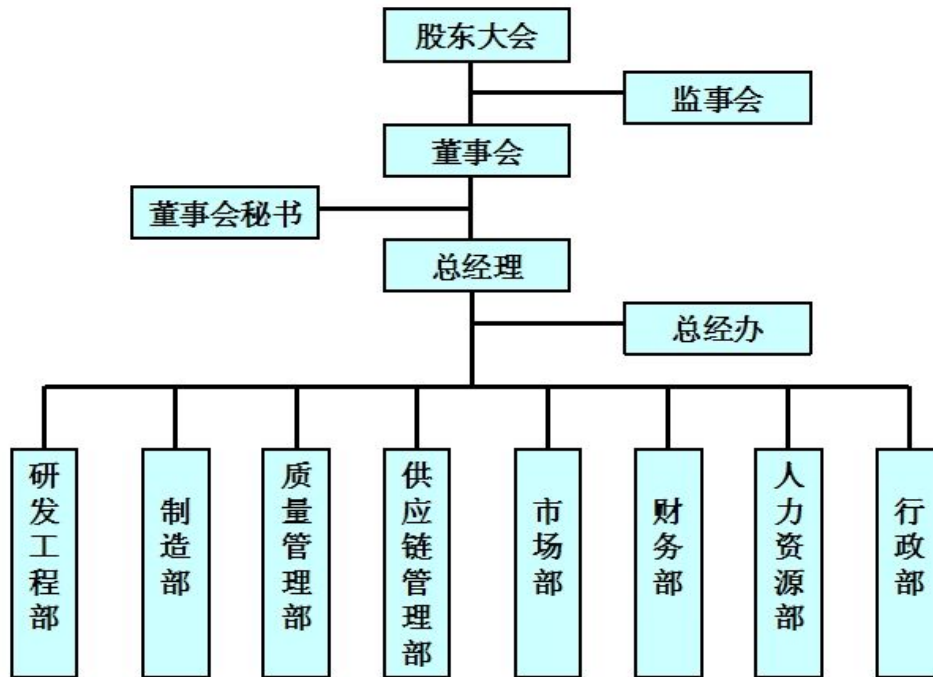 股东大会
监事会
董事会
董事会秘书
总经理
总经办
研发工程部
制造部
质量管理部
供应链管理部
市场部
财务部
人力资源部
行政部